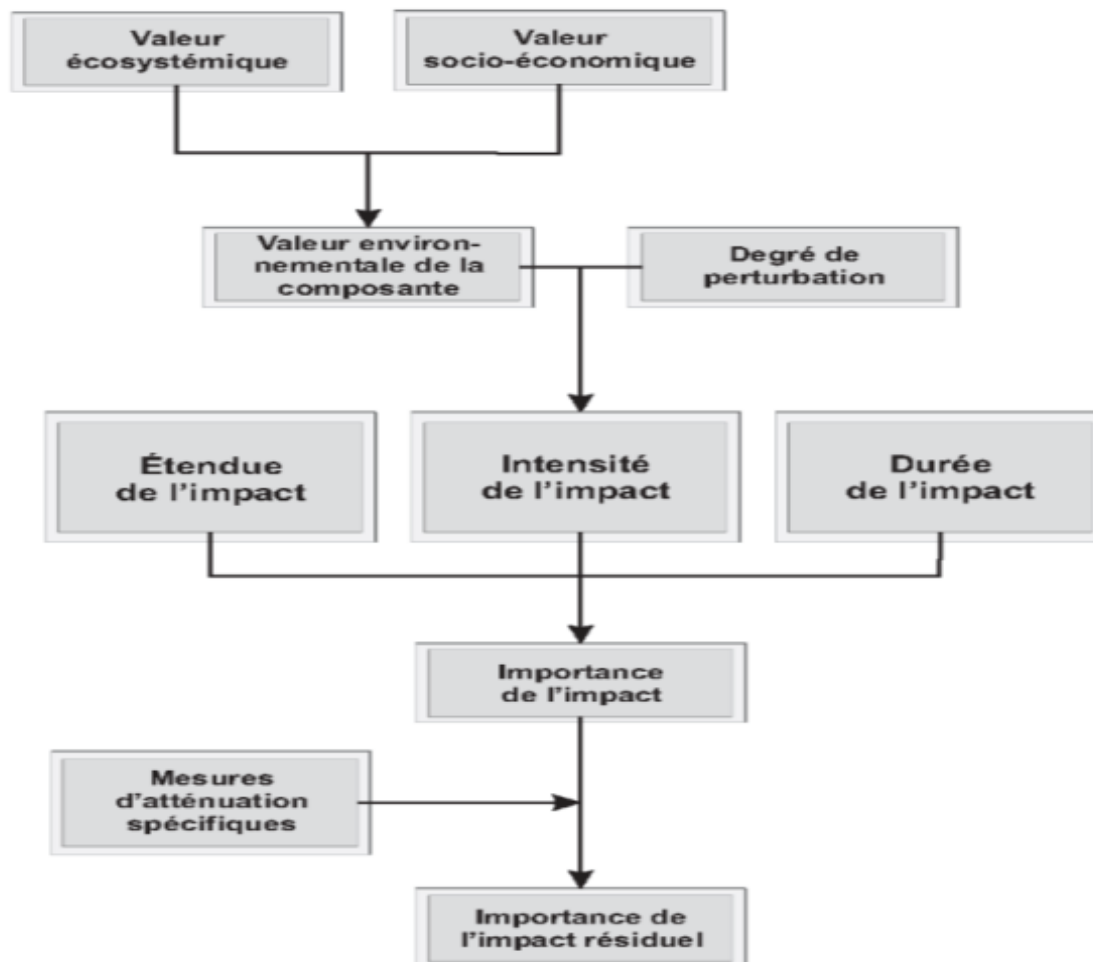 Valeur
écosystémique
Valeur
socio-économique
Valeur environ-
nementale de la
composante
Degré de
perturbation
Étendue
de l'impact
Intensité
de l'impact
Durée
de l'impact
Importance
de l'impact
Mesures
d'atténuation
spécifiques
Importance de
l'impact résiduel